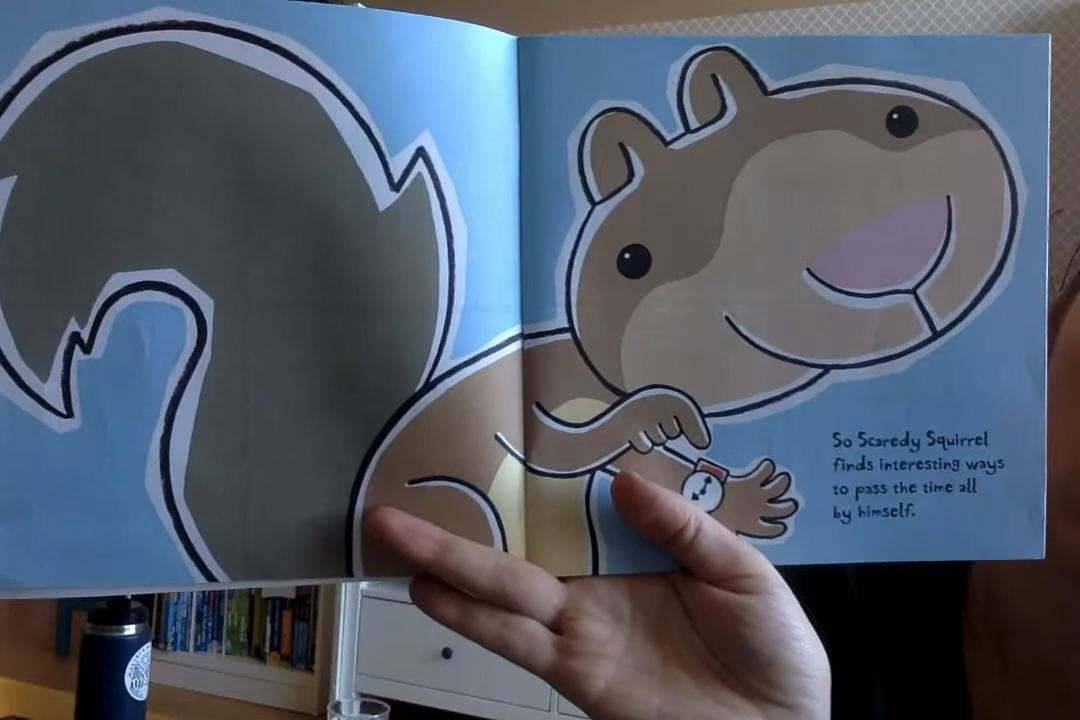 So Scaredy Squirrel
finds interesting ways
to pass the time all
by himself.